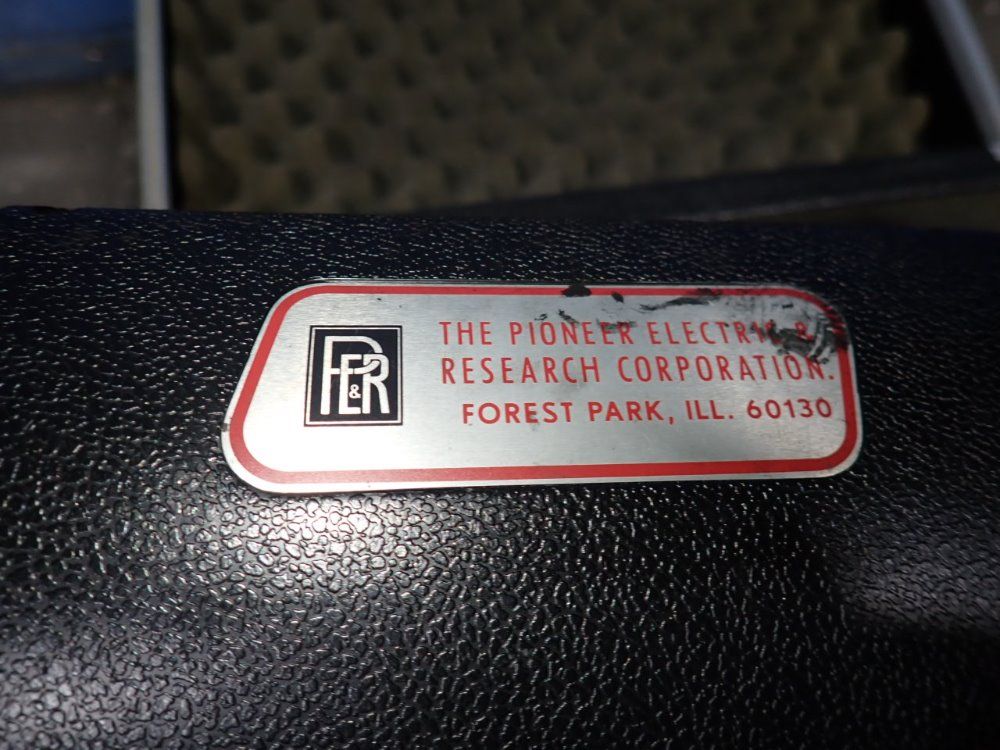 PE&R
THE PIONEER ELECTRIC &
RESEARCH CORPORATION.
FOREST PARK, ILL. 60130